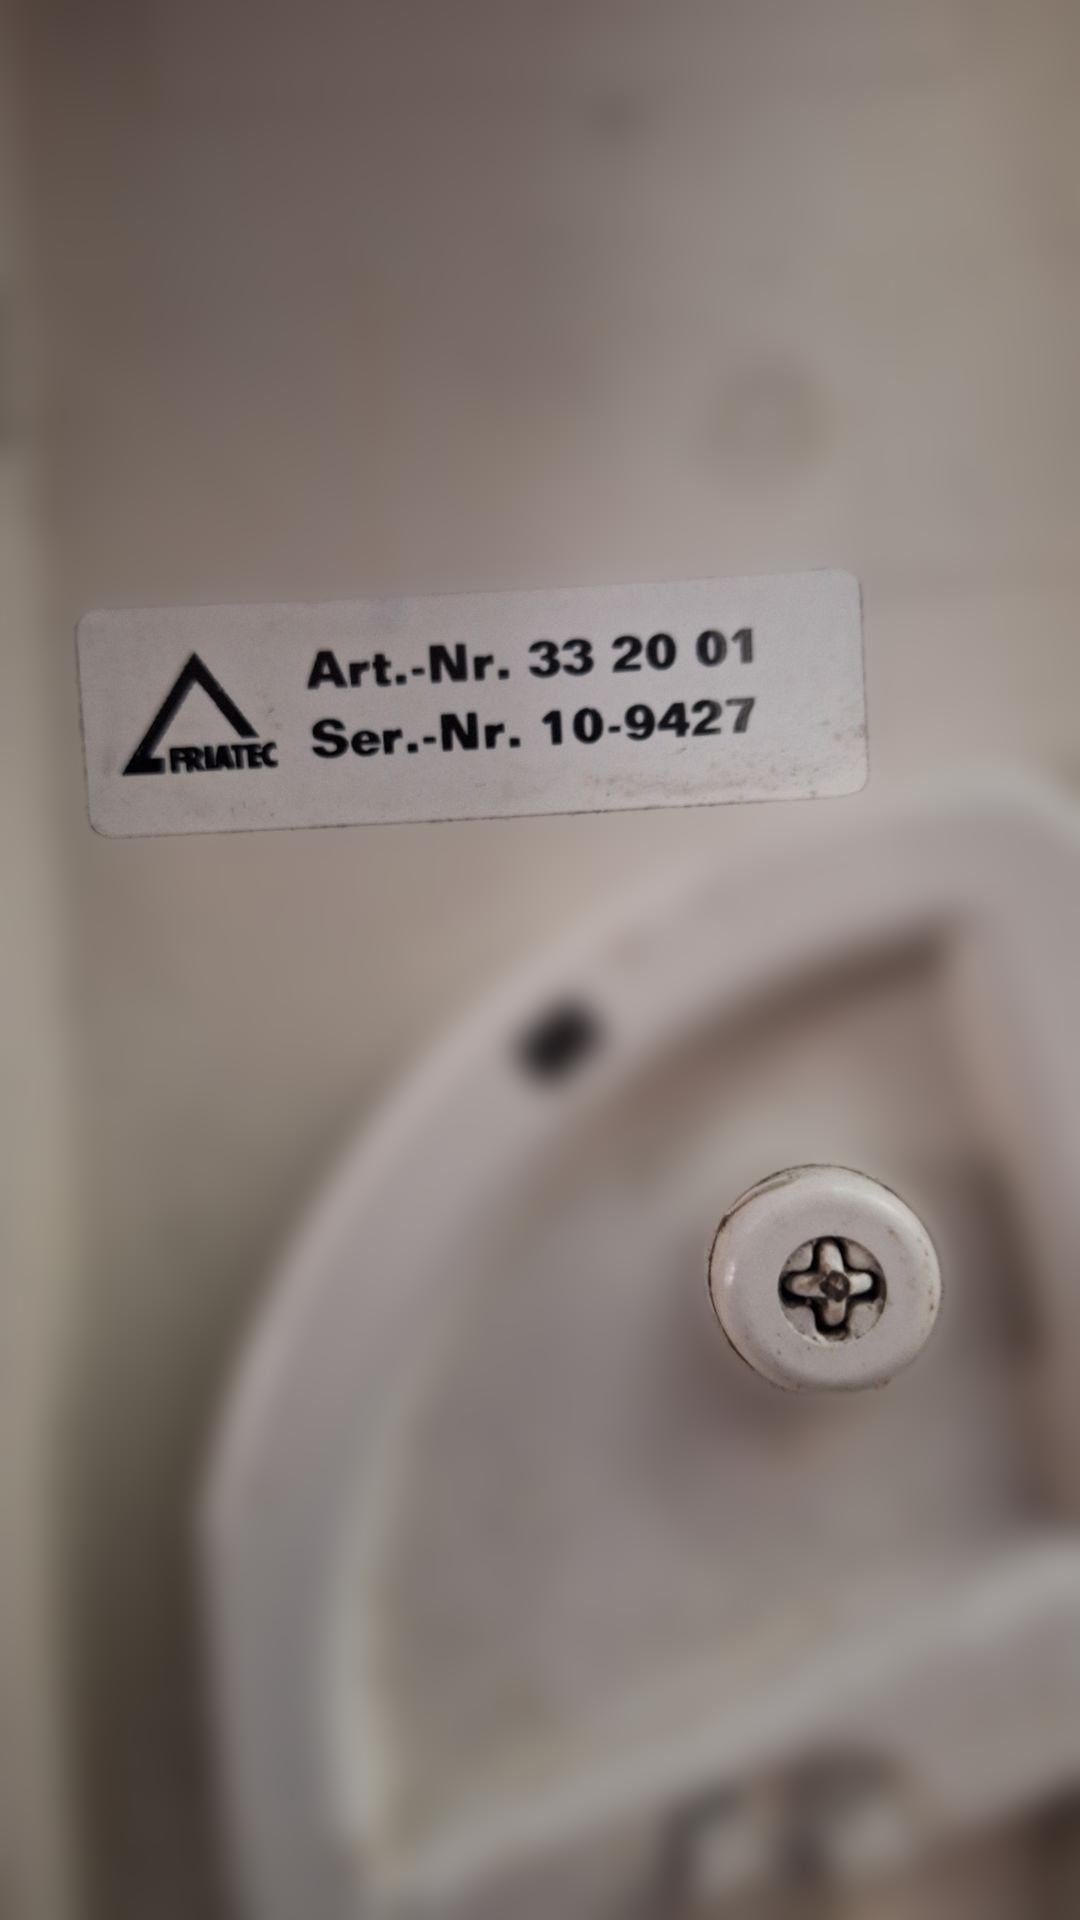 FRIATEC
Art.-Nr. 33 20 01
Ser.-Nr. 10-9427